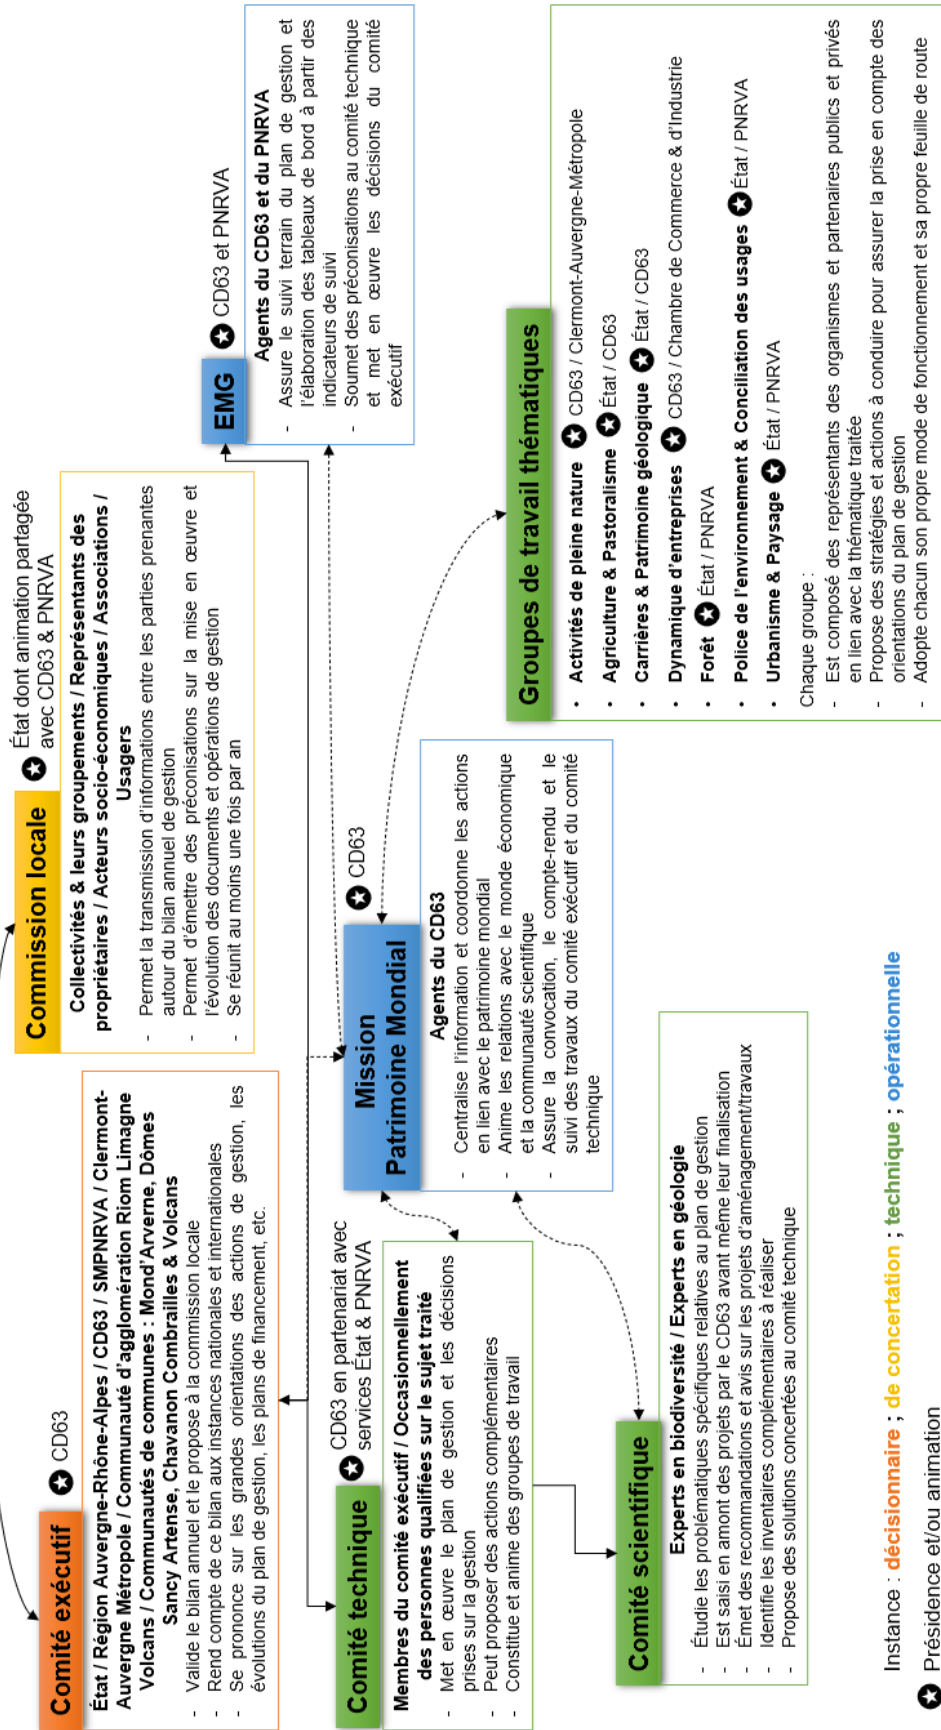 Comité exécutif
CD63
État / Région Auvergne-Rhône-Alpes / CD63 / SMPNRVA / Clermont-
Auvergne Métropole / Communauté d'agglomération Riom Limagne
Volcans / Communautés de communes : Mond'Arverne, Dômes
Sancy Artense, Chavanon Combrailles & Volcans
- Valide le bilan annuel et le propose à la commission locale
- Rend compte de ce bilan aux instances nationales et internationales
- Se prononce sur les grandes orientations des actions de gestion, les
évolutions du plan de gestion, les plans de financement, etc.
Commission locale
État dont animation partagée
avec CD63 & PNRVA
Collectivités & leurs groupements / Représentants des
propriétaires / Acteurs socio-économiques / Associations /
Usagers
- Permet la transmission d'informations entre les parties prenantes
autour du bilan annuel de gestion
- Permet d'émettre des préconisations sur la mise en œuvre et
l'évolution des documents et opérations de gestion
- Se réunit au moins une fois par an
EMG
CD63 et PNRVA
Agents du CD63 et du PNRVA
- Assure le suivi terrain du plan de gestion et
l'élaboration des tableaux de bord à partir des
indicateurs de suivi
- Soumet des préconisations au comité technique
et met en œuvre les décisions du comité
exécutif
Comité technique
CD63 en partenariat avec
services État & PNRVA
Membres du comité exécutif / Occasionnellement
des personnes qualifiées sur le sujet traité
- Met en œuvre le plan de gestion et les décisions
prises sur la gestion
- Peut proposer des actions complémentaires
- Constitue et anime des groupes de travail
Mission
Patrimoine Mondial
CD63
Agents du CD63
- Centralise l'information et coordonne les actions
en lien avec le patrimoine mondial
- Anime les relations avec le monde économique
et la communauté scientifique
- Assure la convocation, le compte-rendu et le
suivi des travaux du comité exécutif et du comité
technique
Groupes de travail thématiques
• Activités de pleine nature CD63 / Clermont-Auvergne-Métropole
• Agriculture & Pastoralisme État / CD63
• Carrières & Patrimoine géologique État / CD63
• Dynamique d'entreprises CD63 / Chambre de Commerce & d'Industrie
• Forêt État / PNRVA
• Police de l'environnement & Conciliation des usages État / PNRVA
• Urbanisme & Paysage État / PNRVA
Chaque groupe :
- Est composé des représentants des organismes et partenaires publics et privés
en lien avec la thématique traitée
- Propose des stratégies et actions à conduire pour assurer la prise en compte des
orientations du plan de gestion
- Adopte chacun son propre mode de fonctionnement et sa propre feuille de route
Comité scientifique
Experts en biodiversité / Experts en géologie
- Étudie les problématiques spécifiques relatives au plan de gestion
- Est saisi en amont des projets par le CD63 avant même leur finalisation
- Émet des recommandations et avis sur les projets d'aménagement/travaux
- Identifie les inventaires complémentaires à réaliser
- Propose des solutions concertées au comité technique
Instance : décisionnaire ; de concertation ; technique ; opérationnelle
Présidence et/ou animation